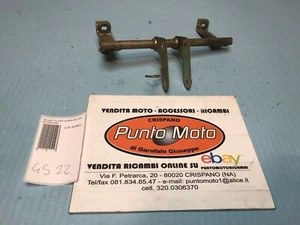 VENDITA MOTO - ACCESSORI - RICAMBI
CRISPANO
Punto Moto
di Garofalo Giuseppe
VENDITA RICAMBI ONLINE SU ebay
Via F. Petrarca, 20 - 80020 CRISPANO (NA)
Tel/fax 081.834.85.47 - e.mail: puntomoto1@alice.it
cell. 320.0306370
GS 22